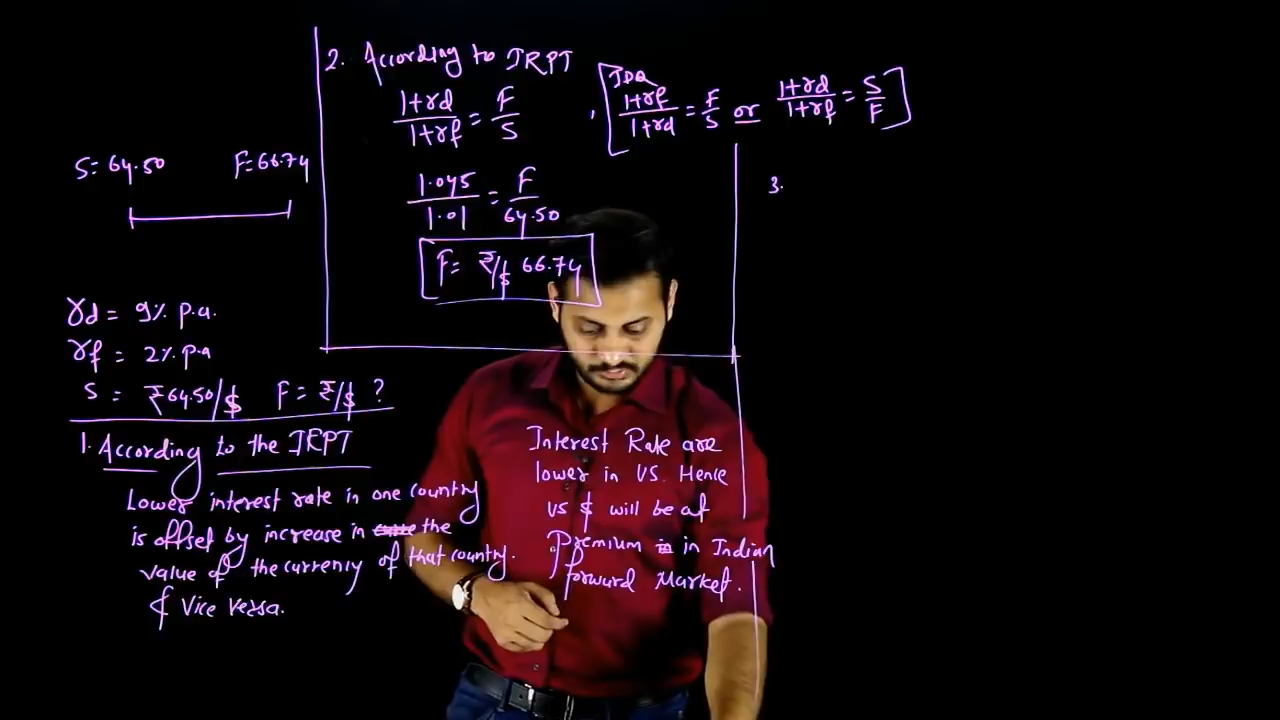 S= 64.50 F= 66.74
rd = 9% p.a.
rf = 2% p.a
S = ₹64.50/$ F= ₹/$ ?
1. According to the IRPT
Lower interest rate in one country
is offset by increase in the
value of the currency of that country.
& Vice Versa.
2. According to IRPT
1+rd/1+rf = F/S , [IDQ 1+rf/1+rd = F/S or 1+rd/1+rf = S/F]
1.045/1.01 = F/64.50
F= ₹/$ 66.74
Interest Rate are
lower in US. Hence
US $ will be at
Premium in in Indian
forward Market.
3.